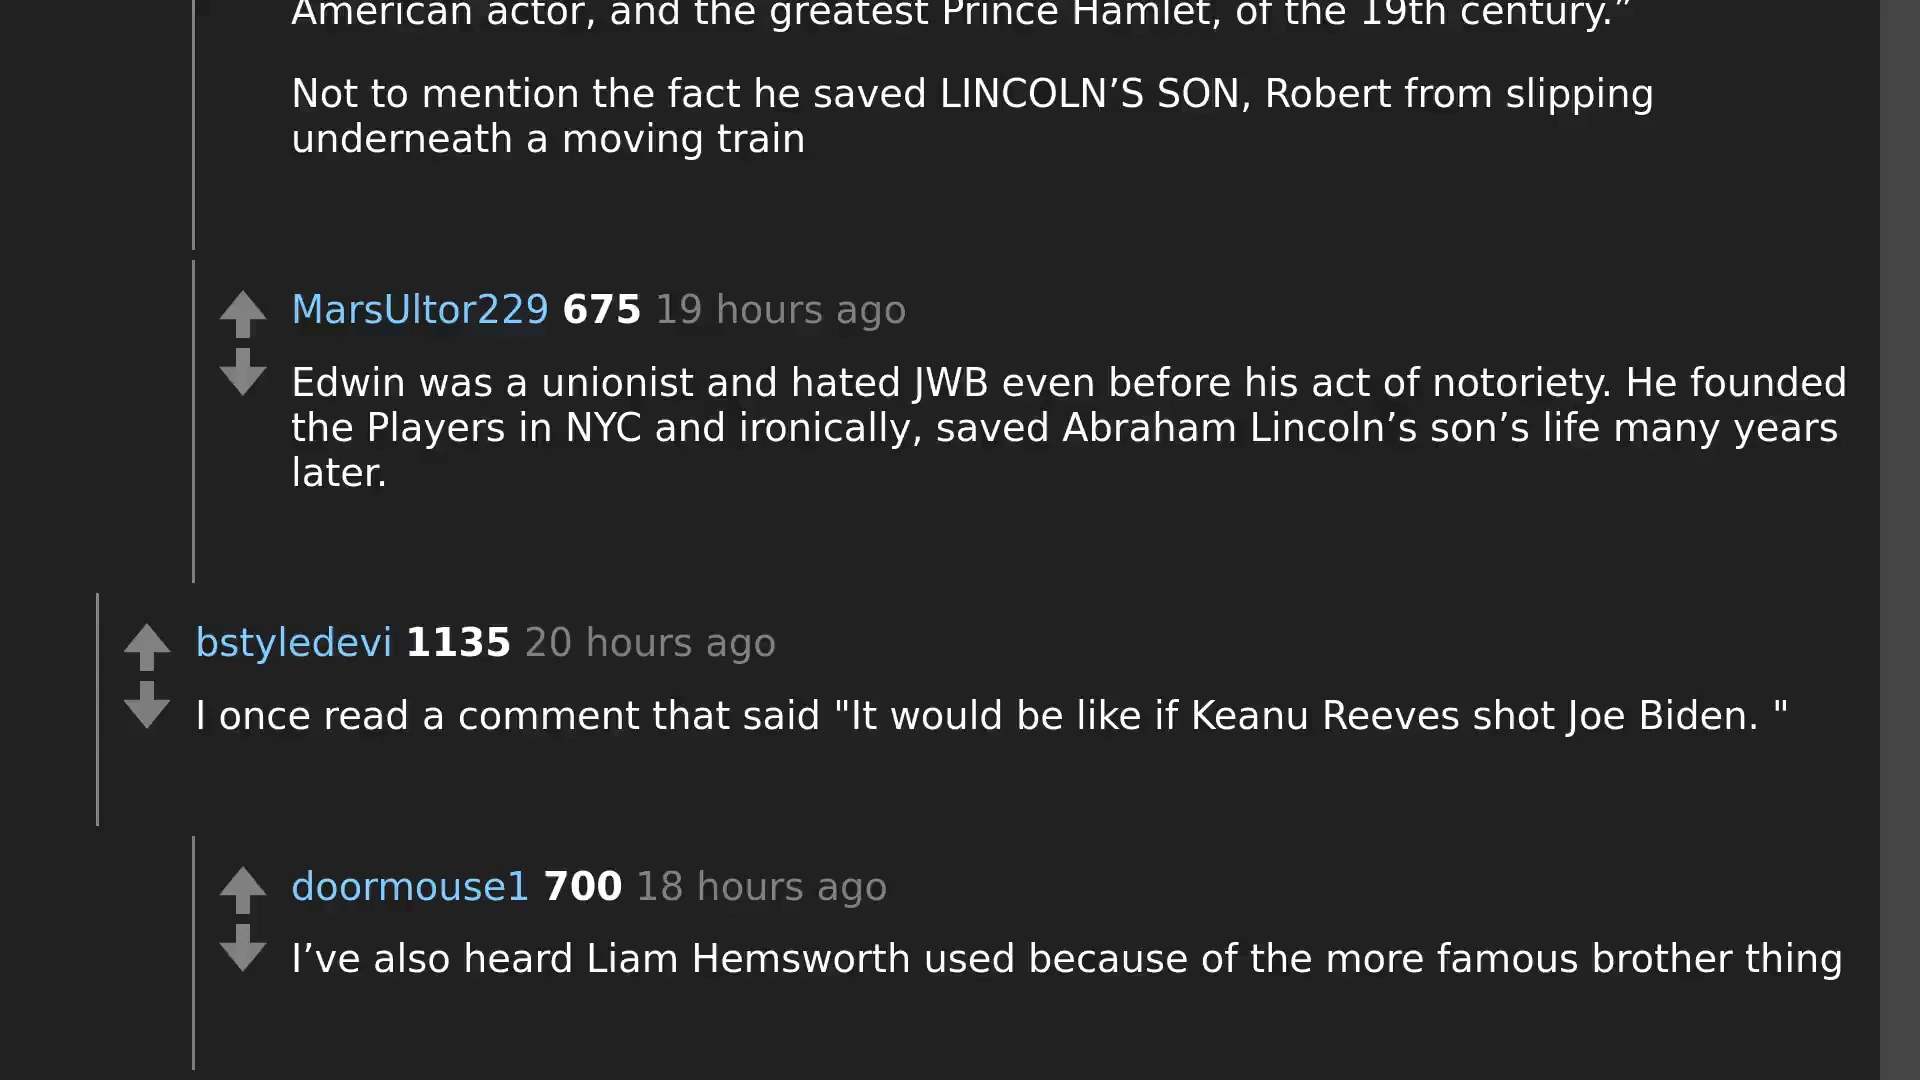 American actor, and the greatest Prince Hamlet, of the 19th century.”
Not to mention the fact he saved LINCOLN’S SON, Robert from slipping
underneath a moving train
MarsUltor229 675 19 hours ago
Edwin was a unionist and hated JWB even before his act of notoriety. He founded
the Players in NYC and ironically, saved Abraham Lincoln’s son’s life many years
later.
bstyledevi 1135 20 hours ago
I once read a comment that said "It would be like if Keanu Reeves shot Joe Biden. "
doormouse1 700 18 hours ago
I’ve also heard Liam Hemsworth used because of the more famous brother thing